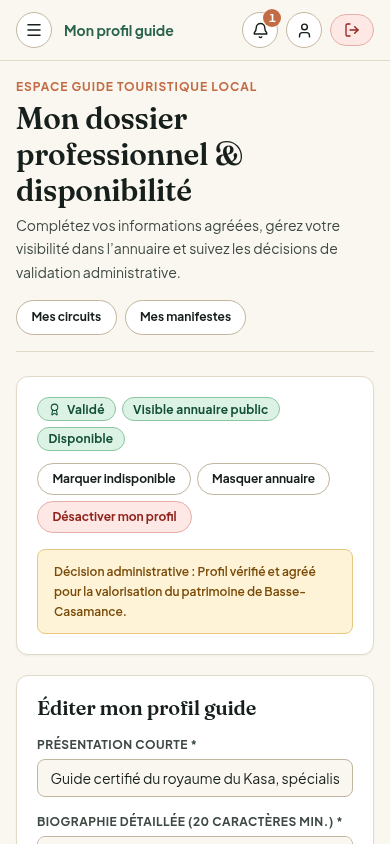 Mon profil guide
1
ESPACE GUIDE TOURISTIQUE LOCAL
Mon dossier
professionnel &
disponibilité
Complétez vos informations agréées, gérez votre
visibilité dans l’annuaire et suivez les décisions de
validation administrative.
Mes circuits
Mes manifestes
Validé
Visible annuaire public
Disponible
Marquer indisponible
Masquer annuaire
Désactiver mon profil
Décision administrative : Profil vérifié et agréé
pour la valorisation du patrimoine de Basse-
Casamance.
Éditer mon profil guide
PRÉSENTATION COURTE *
Guide certifié du royaume du Kasa, spécialis
BIOGRAPHIE DÉTAILLÉE (20 CARACTÈRES MIN.) *